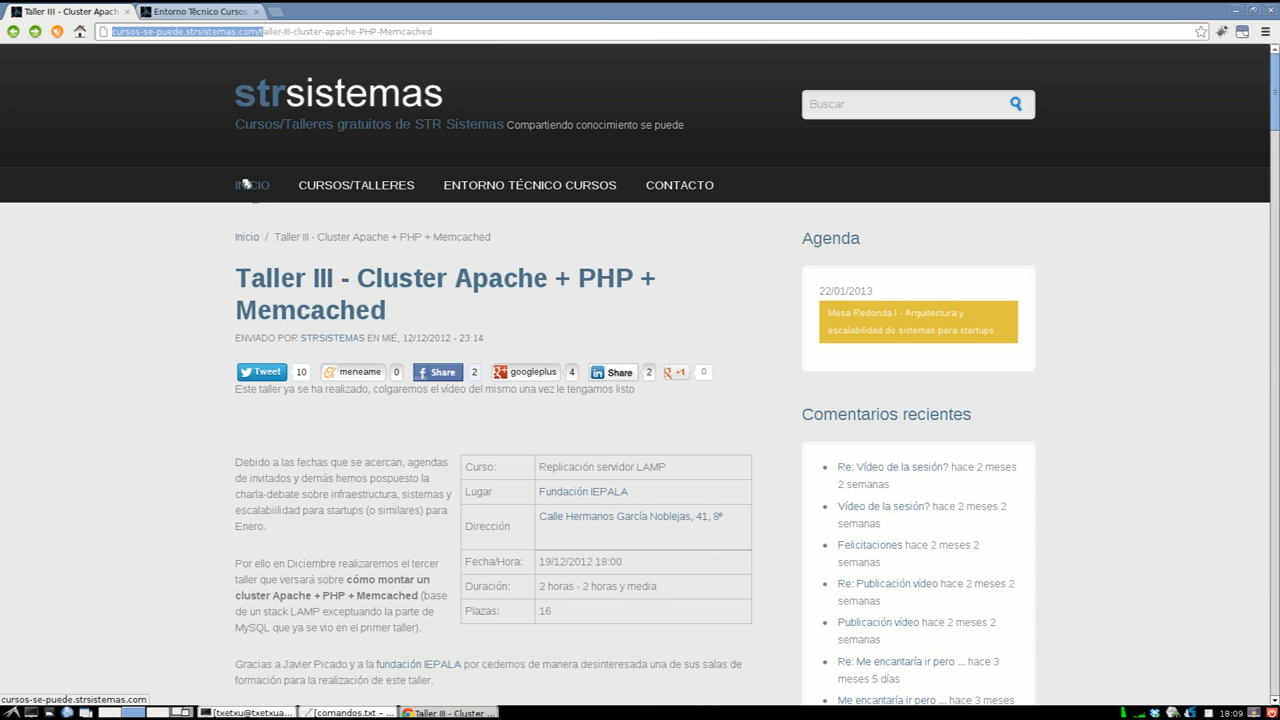 Taller III - Cluster Apach
Entorno Técnico Cursos
cursos-se-puede.strsistemas.com/taller-III-cluster-apache-PHP-Memcached
strsistemas
Cursos/Talleres gratuitos de STR Sistemas Compartiendo conocimiento se puede
Buscar
INICIO
CURSOS/TALLERES
ENTORNO TÉCNICO CURSOS
CONTACTO
Inicio / Taller III - Cluster Apache + PHP + Memcached
Taller III - Cluster Apache + PHP +
Memcached
ENVIADO POR STRSISTEMAS EN MIÉ, 12/12/2012 - 23:14
Tweet 10 meneame 0 Share 2 googleplus 4 Share 2 +1 0
Este taller ya se ha realizado, colgaremos el vídeo del mismo una vez le tengamos listo
Debido a las fechas que se acercan, agendas
de invitados y demás hemos pospuesto la
charla-debate sobre infraestructura, sistemas y
escalabiilidad para startups (o similares) para
Enero.
Por ello en Diciembre realizaremos el tercer
taller que versará sobre cómo montar un
cluster Apache + PHP + Memcached (base
de un stack LAMP exceptuando la parte de
MySQL que ya se vio en el primer taller).
Curso: Replicación servidor LAMP
Lugar Fundación IEPALA
Dirección Calle Hermanos García Noblejas, 41, 8º
Fecha/Hora: 19/12/2012 18:00
Duración: 2 horas - 2 horas y media
Plazas: 16
Gracias a Javier Picado y a la fundación IEPALA por cedernos de manera desinteresada una de sus salas de
formación para la realización de este taller.
Agenda
22/01/2013
Mesa Redonda I - Arquitectura y
escalabilidad de sistemas para startups
Comentarios recientes
Re: Vídeo de la sesión? hace 2 meses
2 semanas
Vídeo de la sesión? hace 2 meses 2
semanas
Felicitaciones hace 2 meses 2
semanas
Re: Publicación vídeo hace 2 meses 2
semanas
Publicación vídeo hace 2 meses 2
semanas
Re: Me encantaría ir pero ... hace 3
meses 5 días
Me encantaría ir pero ... hace 3 meses
cursos-se-puede.strsistemas.com
[txetxu@txetxua...
[comandos.txt – ...
Taller III - Cluster ...
18:09